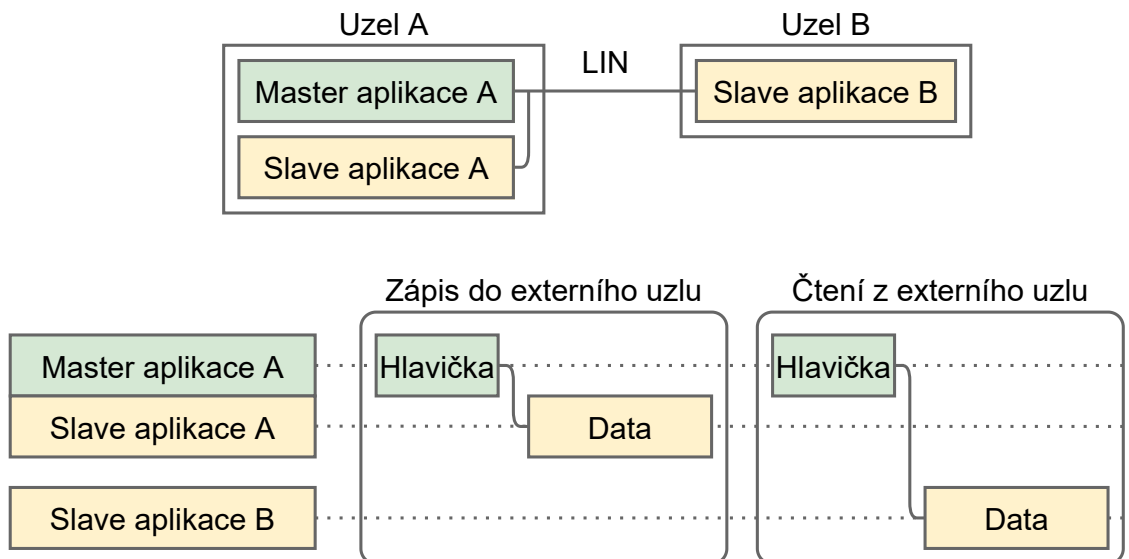 Uzel A
Uzel B
LIN
Master aplikace A
Slave aplikace B
Slave aplikace A
Zápis do externího uzlu
Čtení z externího uzlu
Master aplikace A
Hlavička
Hlavička
Slave aplikace A
Data
Slave aplikace B
Data